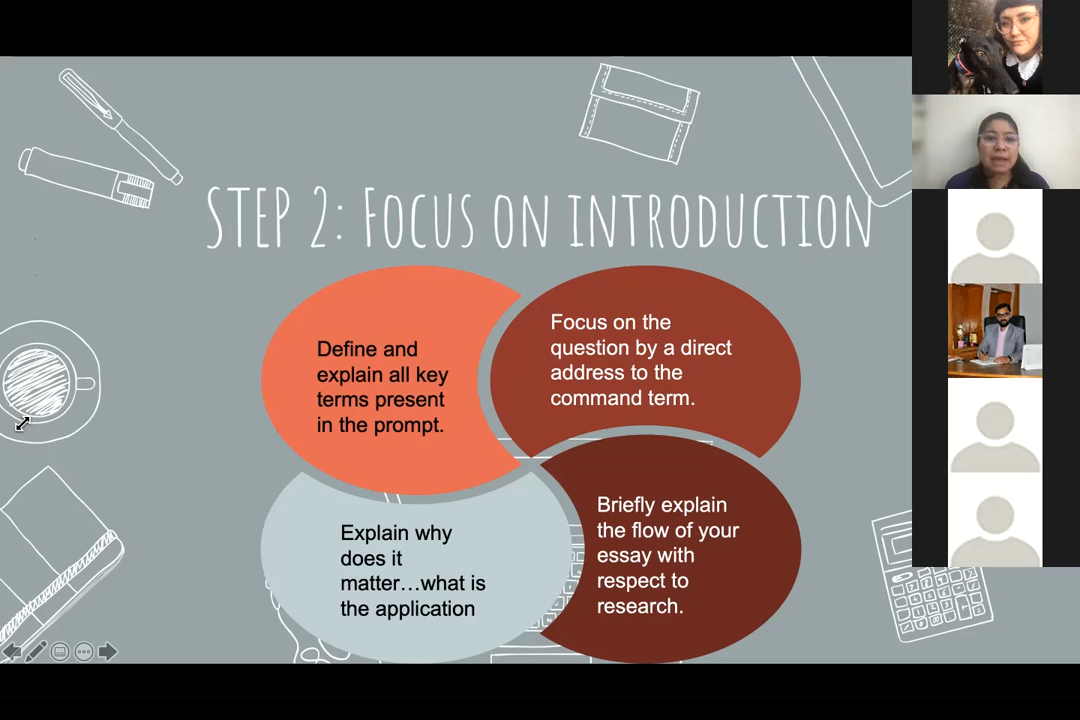 STEP 2: FOCUS ON INTRODUCTION
Define and
explain all key
terms present
in the prompt.
Focus on the
question by a direct
address to the
command term.
Explain why
does it
matter...what is
the application
Briefly explain
the flow of your
essay with
respect to
research.